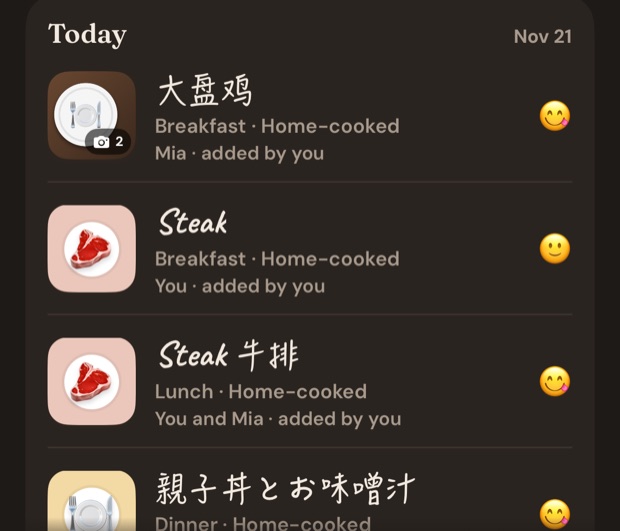 Today
Nov 21
大盘鸡
Breakfast · Home-cooked
Mia · added by you
2
Steak
Breakfast · Home-cooked
You · added by you
Steak 牛排
Lunch · Home-cooked
You and Mia · added by you
親子丼とお味噌汁
Dinner · Home-cooked